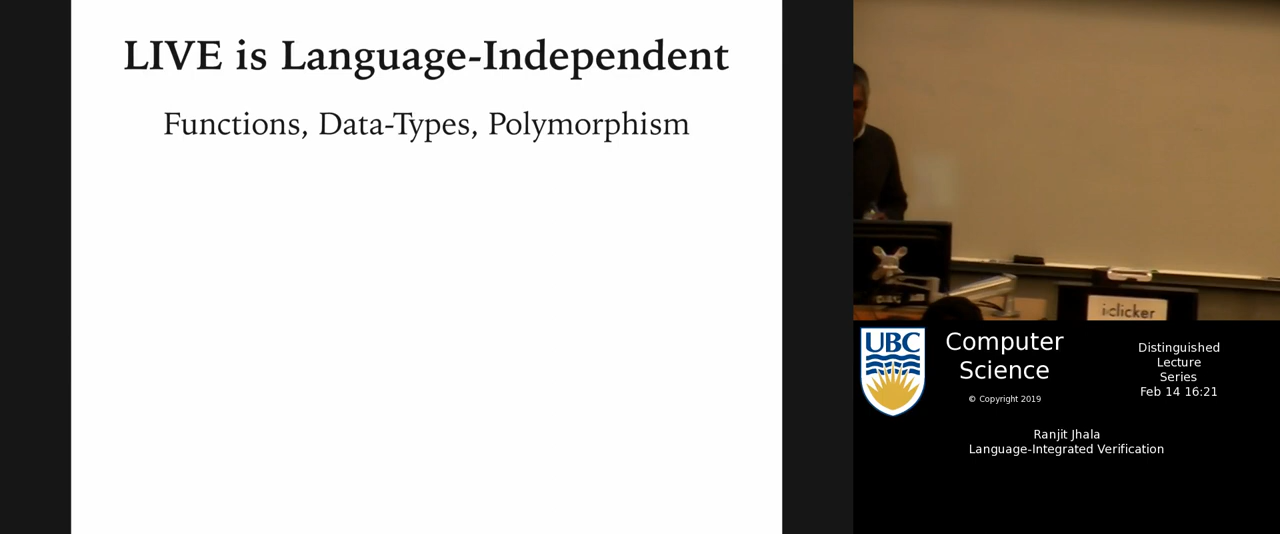 LIVE is Language-Independent
Functions, Data-Types, Polymorphism
i>clicker
UBC
Computer
Science
© Copyright 2019
Distinguished
Lecture
Series
Feb 14 16:21
Ranjit Jhala
Language-Integrated Verification